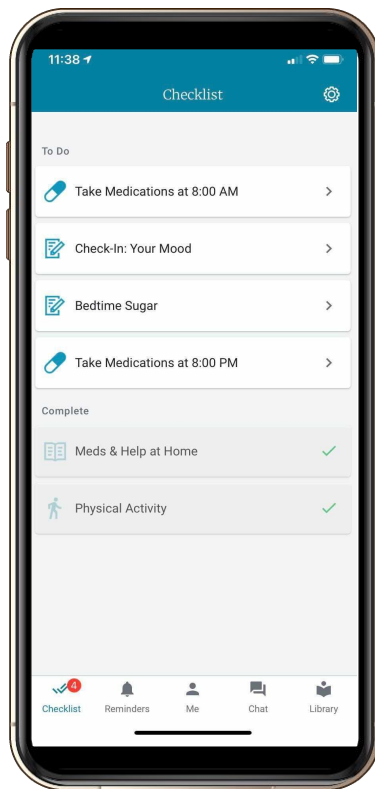 11:38
Checklist
To Do
Take Medications at 8:00 AM
Check-In: Your Mood
Bedtime Sugar
Take Medications at 8:00 PM
Complete
Meds & Help at Home
Physical Activity
4
Checklist Reminders Me Chat Library